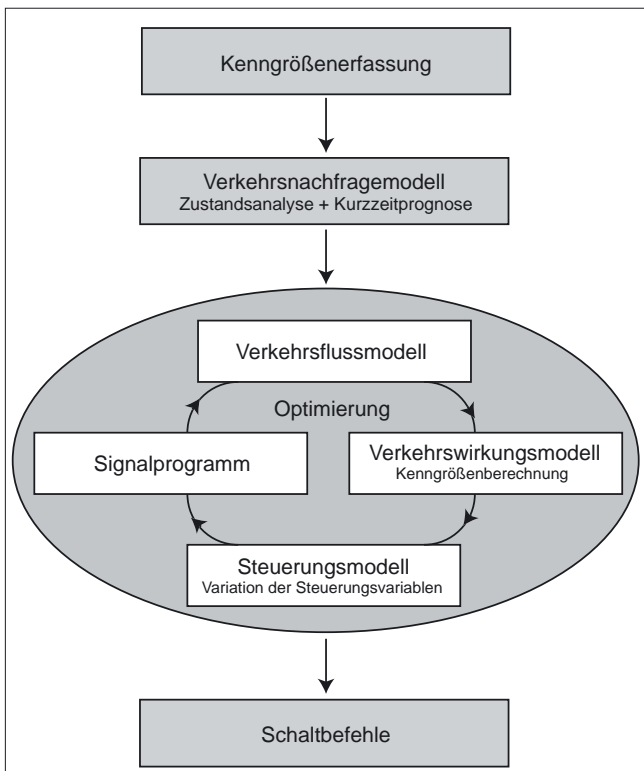 Kenngrößenerfassung
Verkehrsnachfragemodell
Zustandsanalyse + Kurzzeitprognose
Verkehrsflussmodell
Optimierung
Signalprogramm
Verkehrswirkungsmodell
Kenngrößenberechnung
Steuerungsmodell
Variation der Steuerungsvariablen
Schaltbefehle